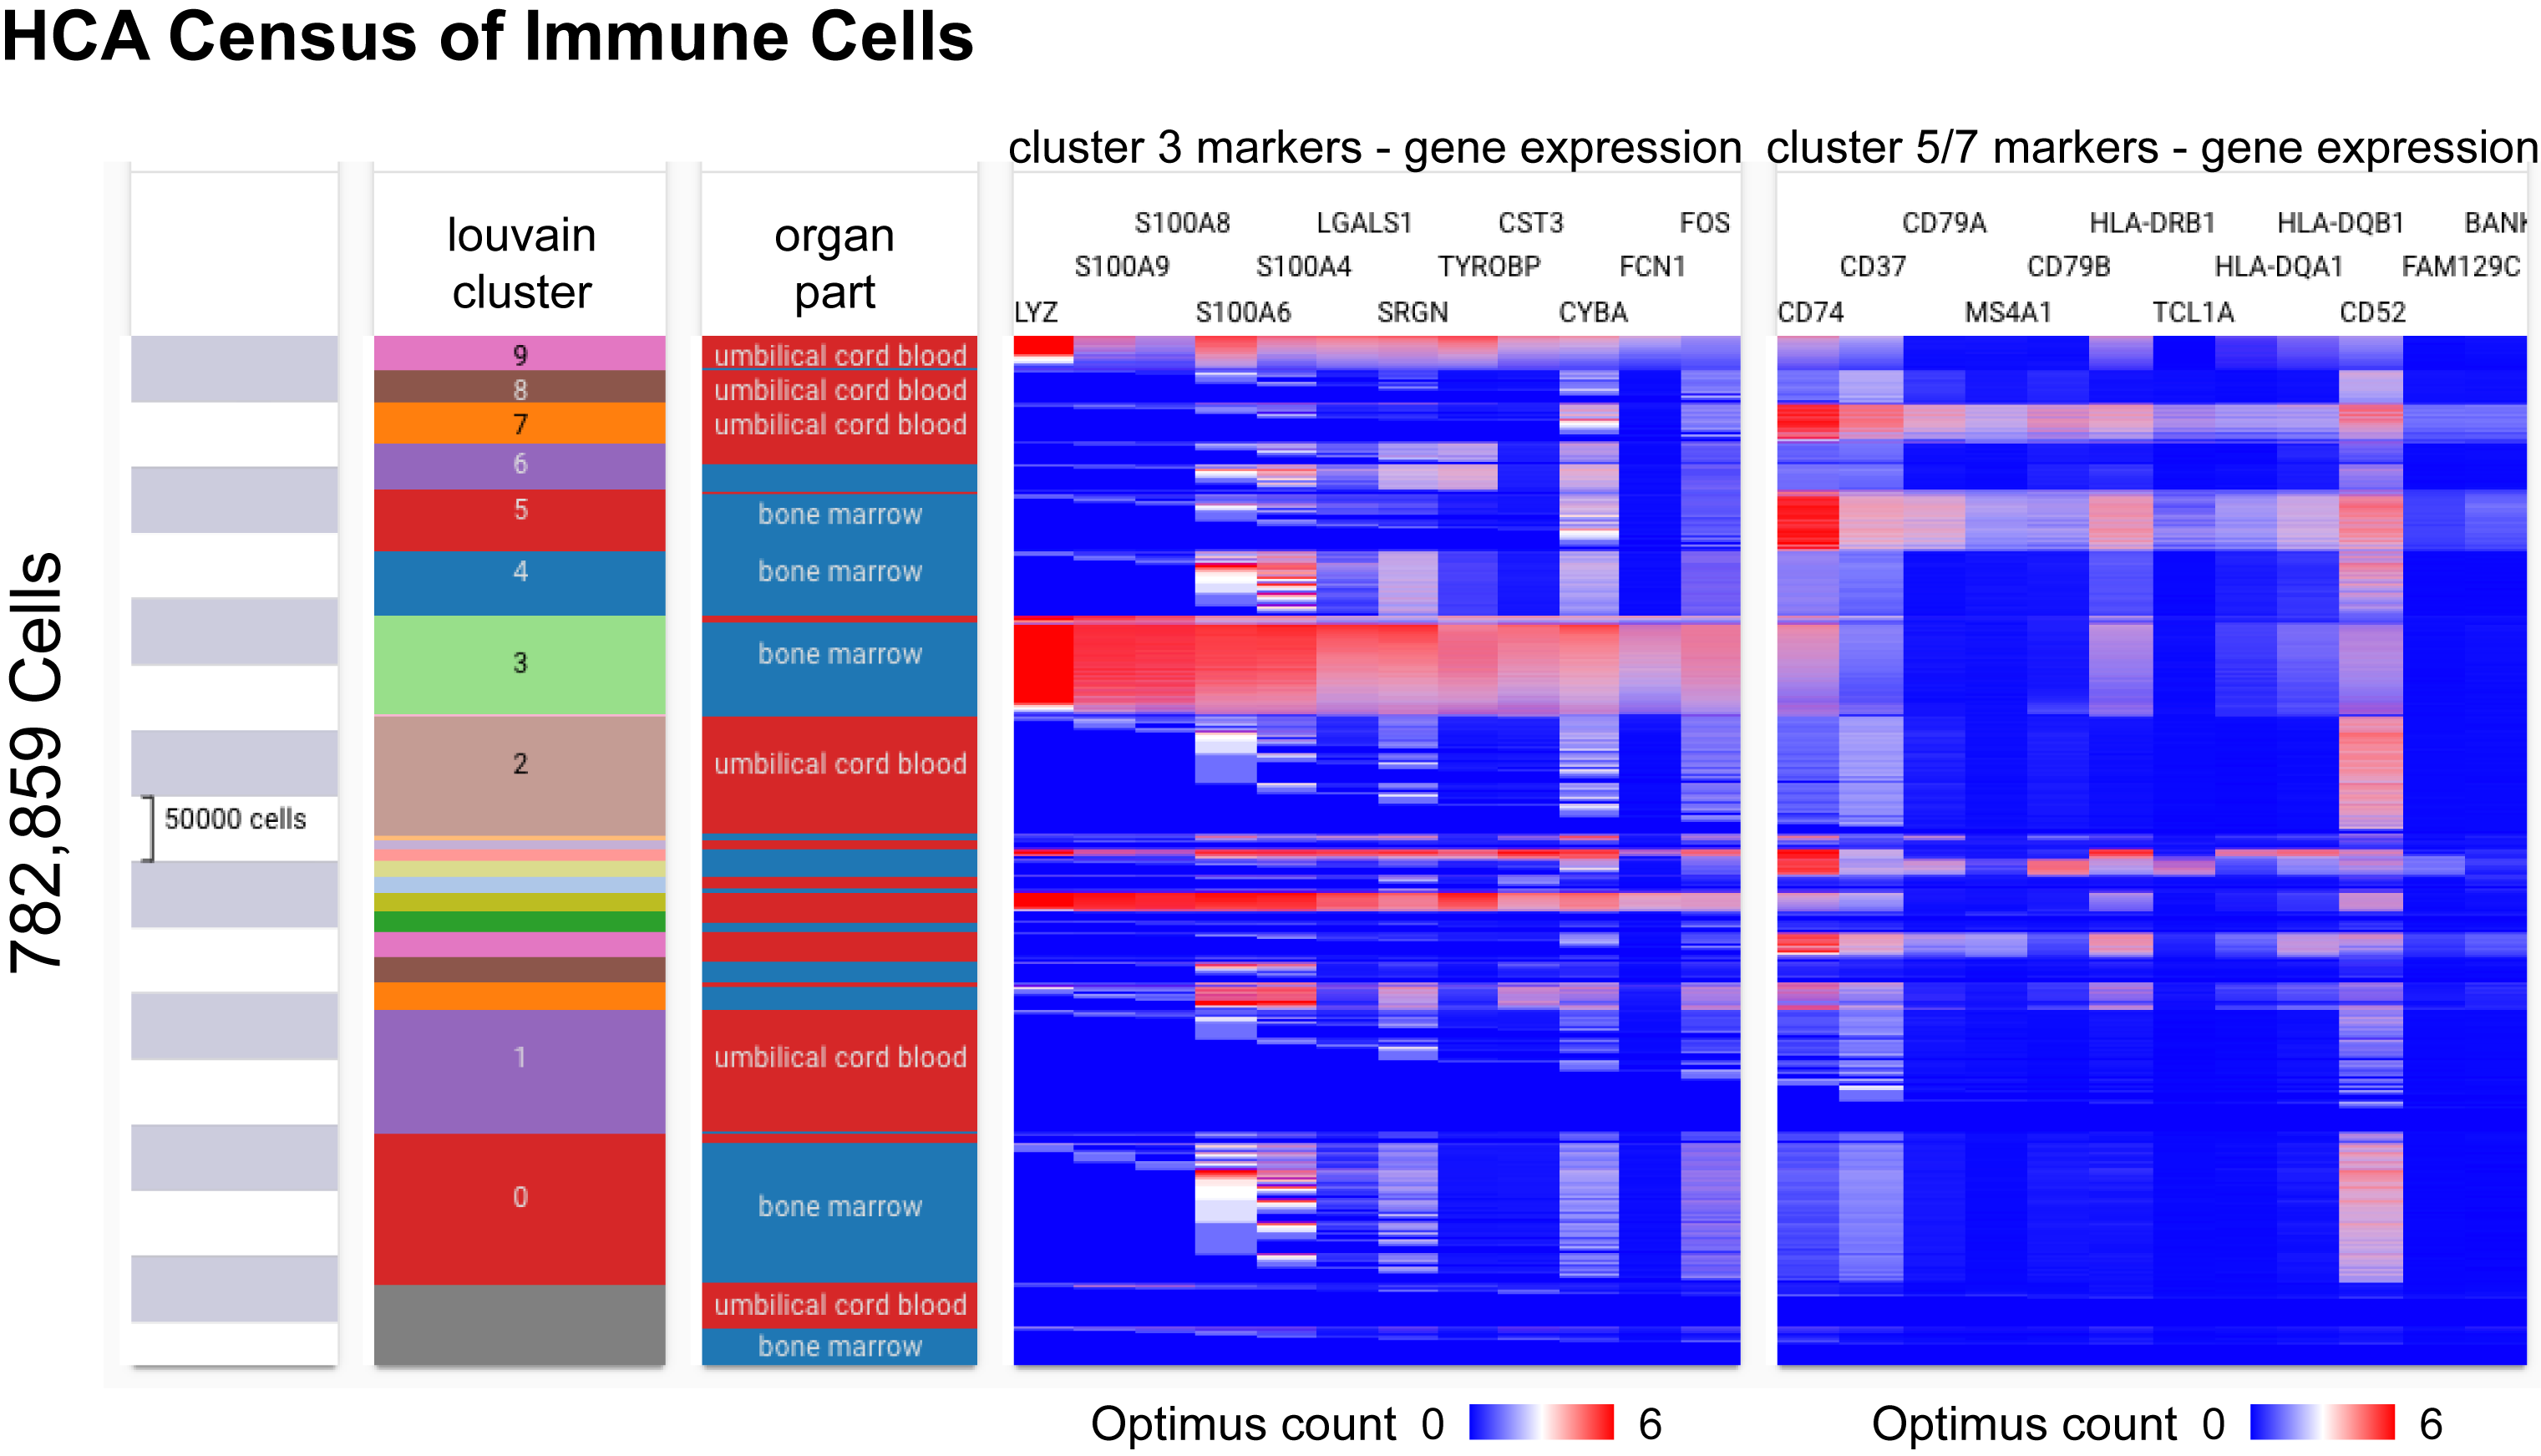 HCA Census of Immune Cells
cluster 3 markers - gene expression
cluster 5/7 markers - gene expression
louvain
cluster
organ
part
S100A8 LGALS1 CST3 FOS
S100A9 S100A4 TYROBP FCN1
LYZ S100A6 SRGN CYBA
CD79A HLA-DRB1 HLA-DQB1
CD37 CD79B HLA-DQA1 FAM129C
CD74 MS4A1 TCL1A CD52
782,859 Cells
50000 cells
9
8
7
6
5
4
3
2
1
0
umbilical cord blood
umbilical cord blood
umbilical cord blood
bone marrow
bone marrow
bone marrow
umbilical cord blood
umbilical cord blood
bone marrow
umbilical cord blood
bone marrow
Optimus count 0 6
Optimus count 0 6